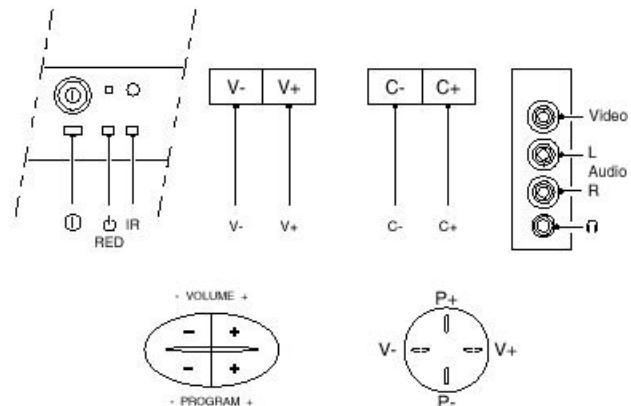 V- V+
C- C+
Video
L
Audio
R
IR
RED
V- V+
C- C+
- VOLUME +
- +
- +
- PROGRAM +
P+
V- V+
P-